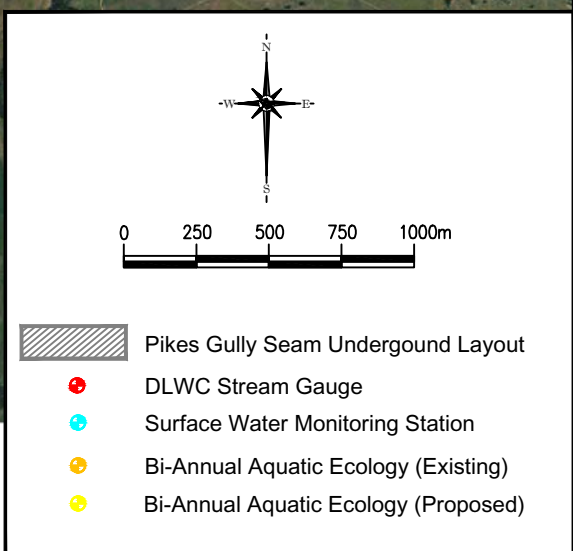 N
W E
S
0 250 500 750 1000m
Pikes Gully Seam Undergound Layout
DLWC Stream Gauge
Surface Water Monitoring Station
Bi-Annual Aquatic Ecology (Existing)
Bi-Annual Aquatic Ecology (Proposed)